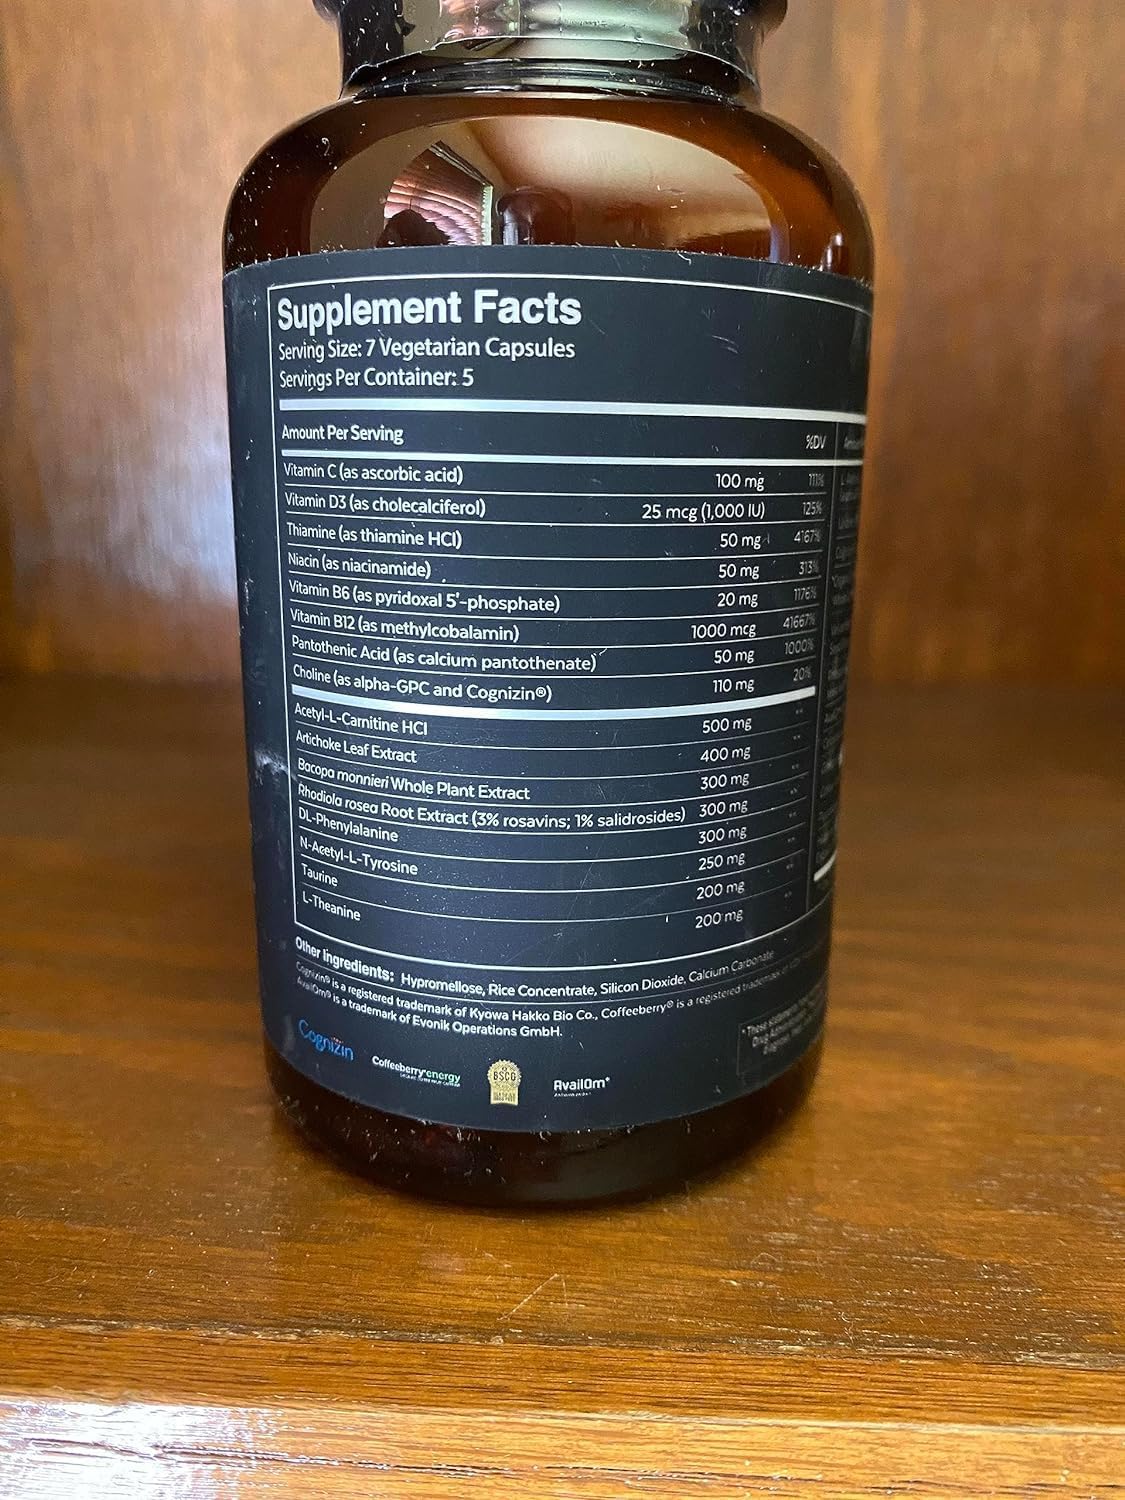 Supplement Facts
Serving Size: 7 Vegetarian Capsules
Servings Per Container: 5
Amount Per Serving %DV
Vitamin C (as ascorbic acid) 100 mg 111%
Vitamin D3 (as cholecalciferol) 25 mcg (1,000 IU) 125%
Thiamine (as thiamine HCl) 50 mg 4167%
Niacin (as niacinamide) 50 mg 313%
Vitamin B6 (as pyridoxal 5'-phosphate) 20 mg 1176%
Vitamin B12 (as methylcobalamin) 1000 mcg 41667%
Pantothenic Acid (as calcium pantothenate) 50 mg 1000%
Choline (as alpha-GPC and Cognizin®) 110 mg 20%
Acetyl-L-Carnitine HCl 500 mg **
Artichoke Leaf Extract 400 mg **
Bacopa monnieri Whole Plant Extract 300 mg **
Rhodiola rosea Root Extract (3% rosavins; 1% salidrosides) 300 mg **
DL-Phenylalanine 300 mg **
N-Acetyl-L-Tyrosine 250 mg **
Taurine 200 mg **
L-Theanine 200 mg **
Other Ingredients: Hypromellose, Rice Concentrate, Silicon Dioxide, Calcium Carbonate
Cognizin® is a registered trademark of Kyowa Hakko Bio Co., Coffeeberry® is a registered trademark of
AvailOm® is a trademark of Evonik Operations GmbH.
*These statements
Drug Admin
Cognizin
Coffeeberry® energy
BSCG
AvailOm®